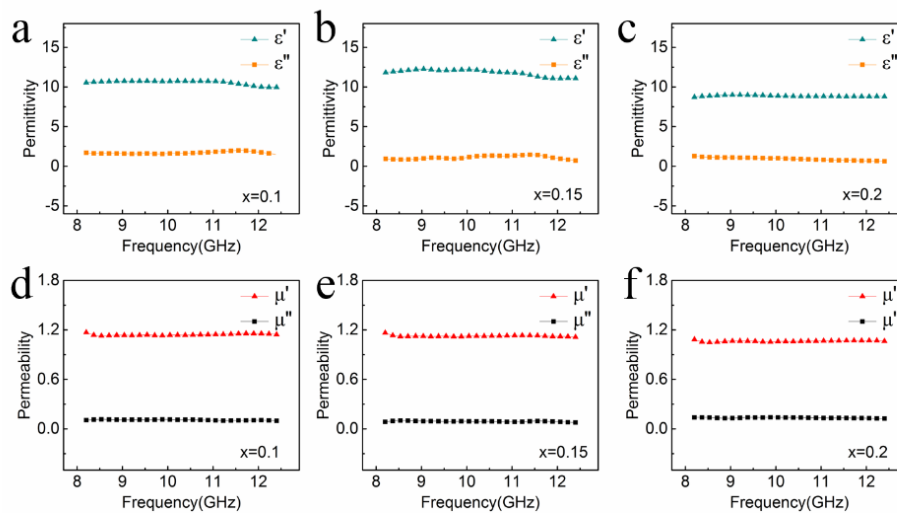 a
ε'
ε"
15
10
5
0
-5
Permittivity
x=0.1
8 9 10 11 12
Frequency(GHz)
b
ε'
ε"
15
10
5
0
-5
Permittivity
x=0.15
8 9 10 11 12
Frequency(GHz)
c
ε'
ε"
15
10
5
0
-5
Permittivity
x=0.2
8 9 10 11 12
Frequency(GHz)
d
μ'
μ"
1.8
1.2
0.6
0.0
Permeability
x=0.1
8 9 10 11 12
Frequency(GHz)
e
μ'
μ"
1.8
1.2
0.6
0.0
Permeability
x=0.15
8 9 10 11 12
Frequency(GHz)
f
μ'
μ'
1.8
1.2
0.6
0.0
Permeability
x=0.2
8 9 10 11 12
Frequency(GHz)